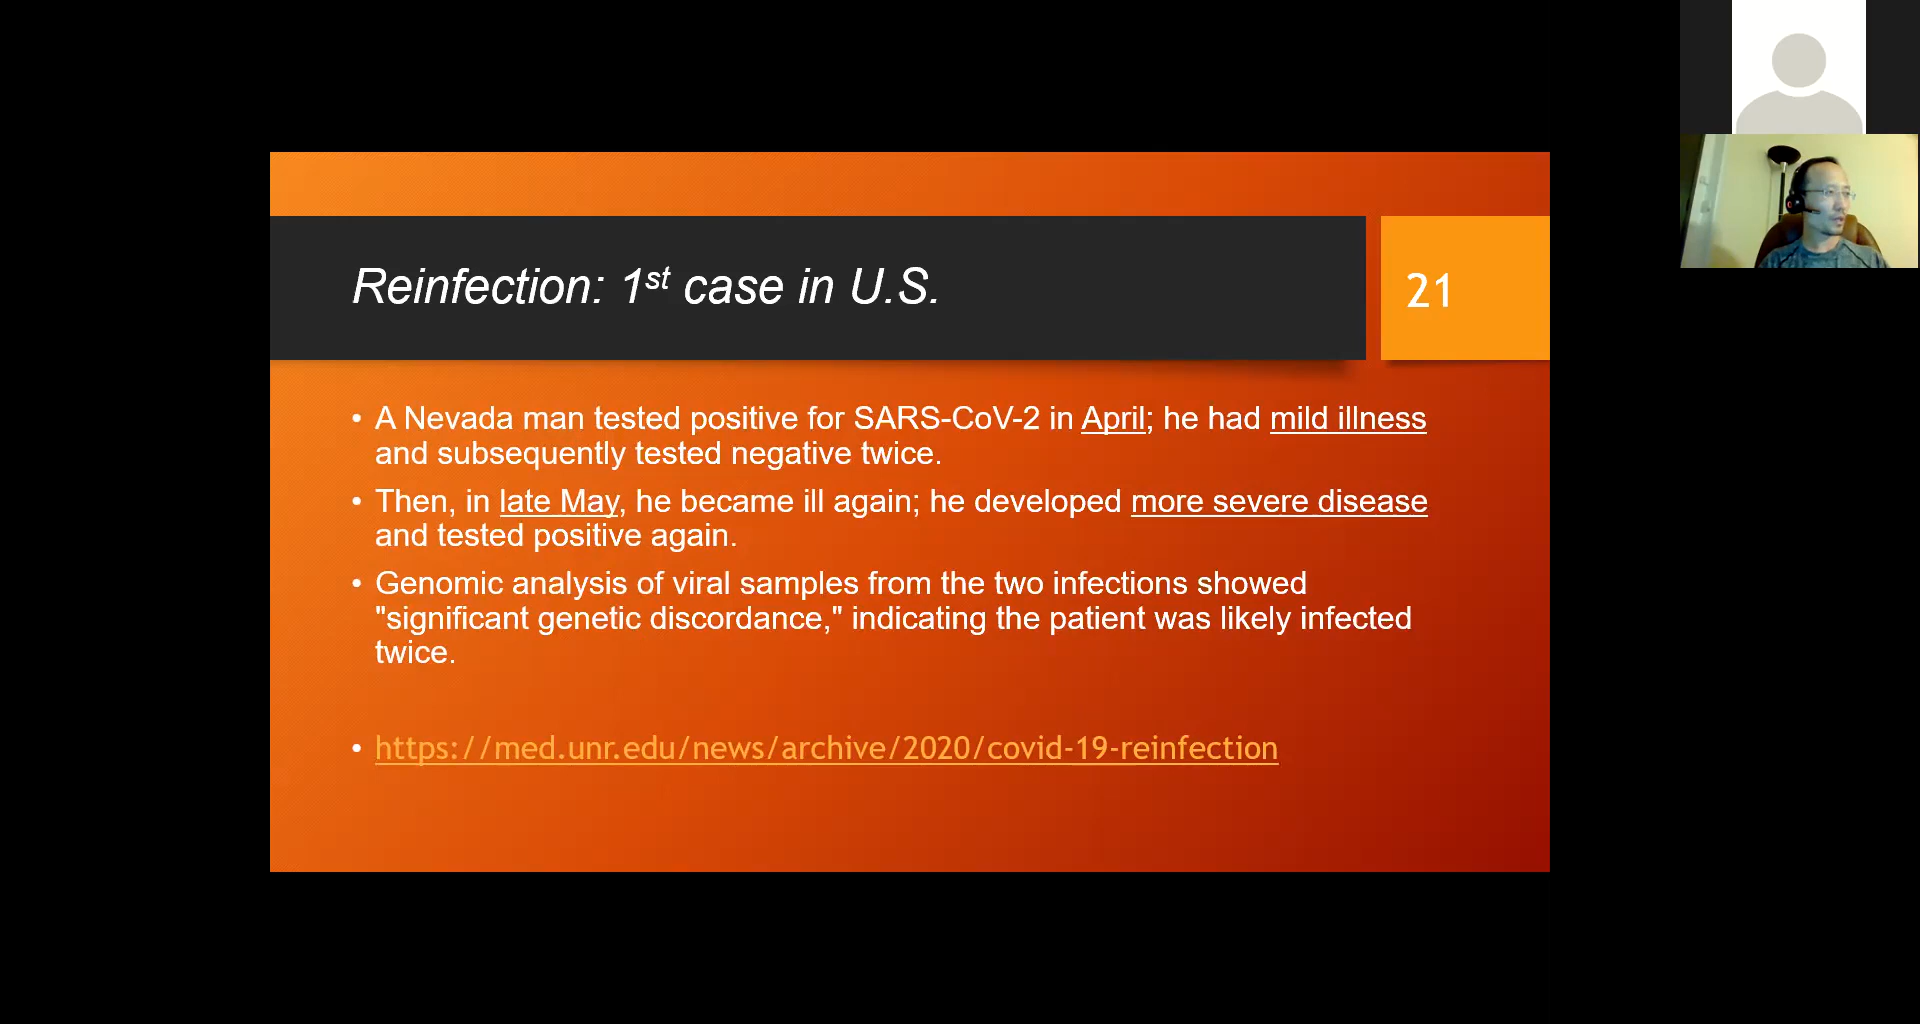 Reinfection: 1st case in U.S.
21
• A Nevada man tested positive for SARS-CoV-2 in April; he had mild illness
and subsequently tested negative twice.
• Then, in late May, he became ill again; he developed more severe disease
and tested positive again.
• Genomic analysis of viral samples from the two infections showed
"significant genetic discordance," indicating the patient was likely infected
twice.
• https://med.unr.edu/news/archive/2020/covid-19-reinfection